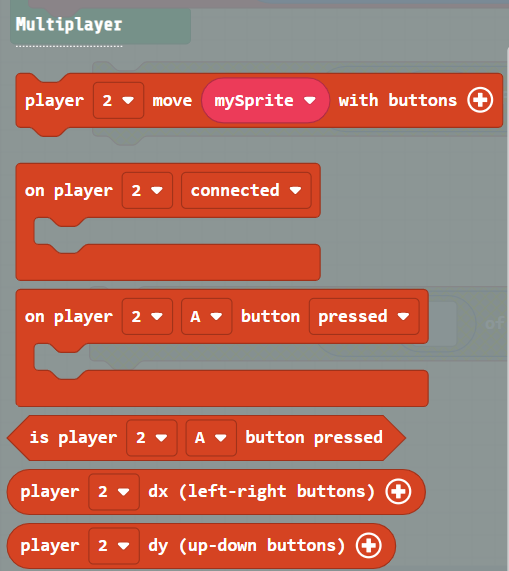 Multiplayer
player 2 move mySprite with buttons
on player 2 connected
on player 2 A button pressed
of
is player 2 A button pressed
player 2 dx (left-right buttons)
player 2 dy (up-down buttons)